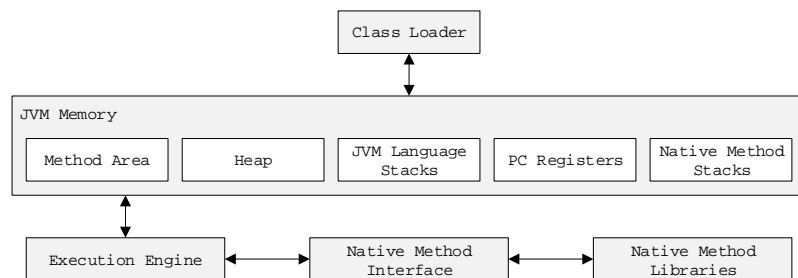 Class Loader
JVM Memory
Method Area
Heap
JVM Language
Stacks
PC Registers
Native Method
Stacks
Execution Engine
Native Method
Interface
Native Method
Libraries